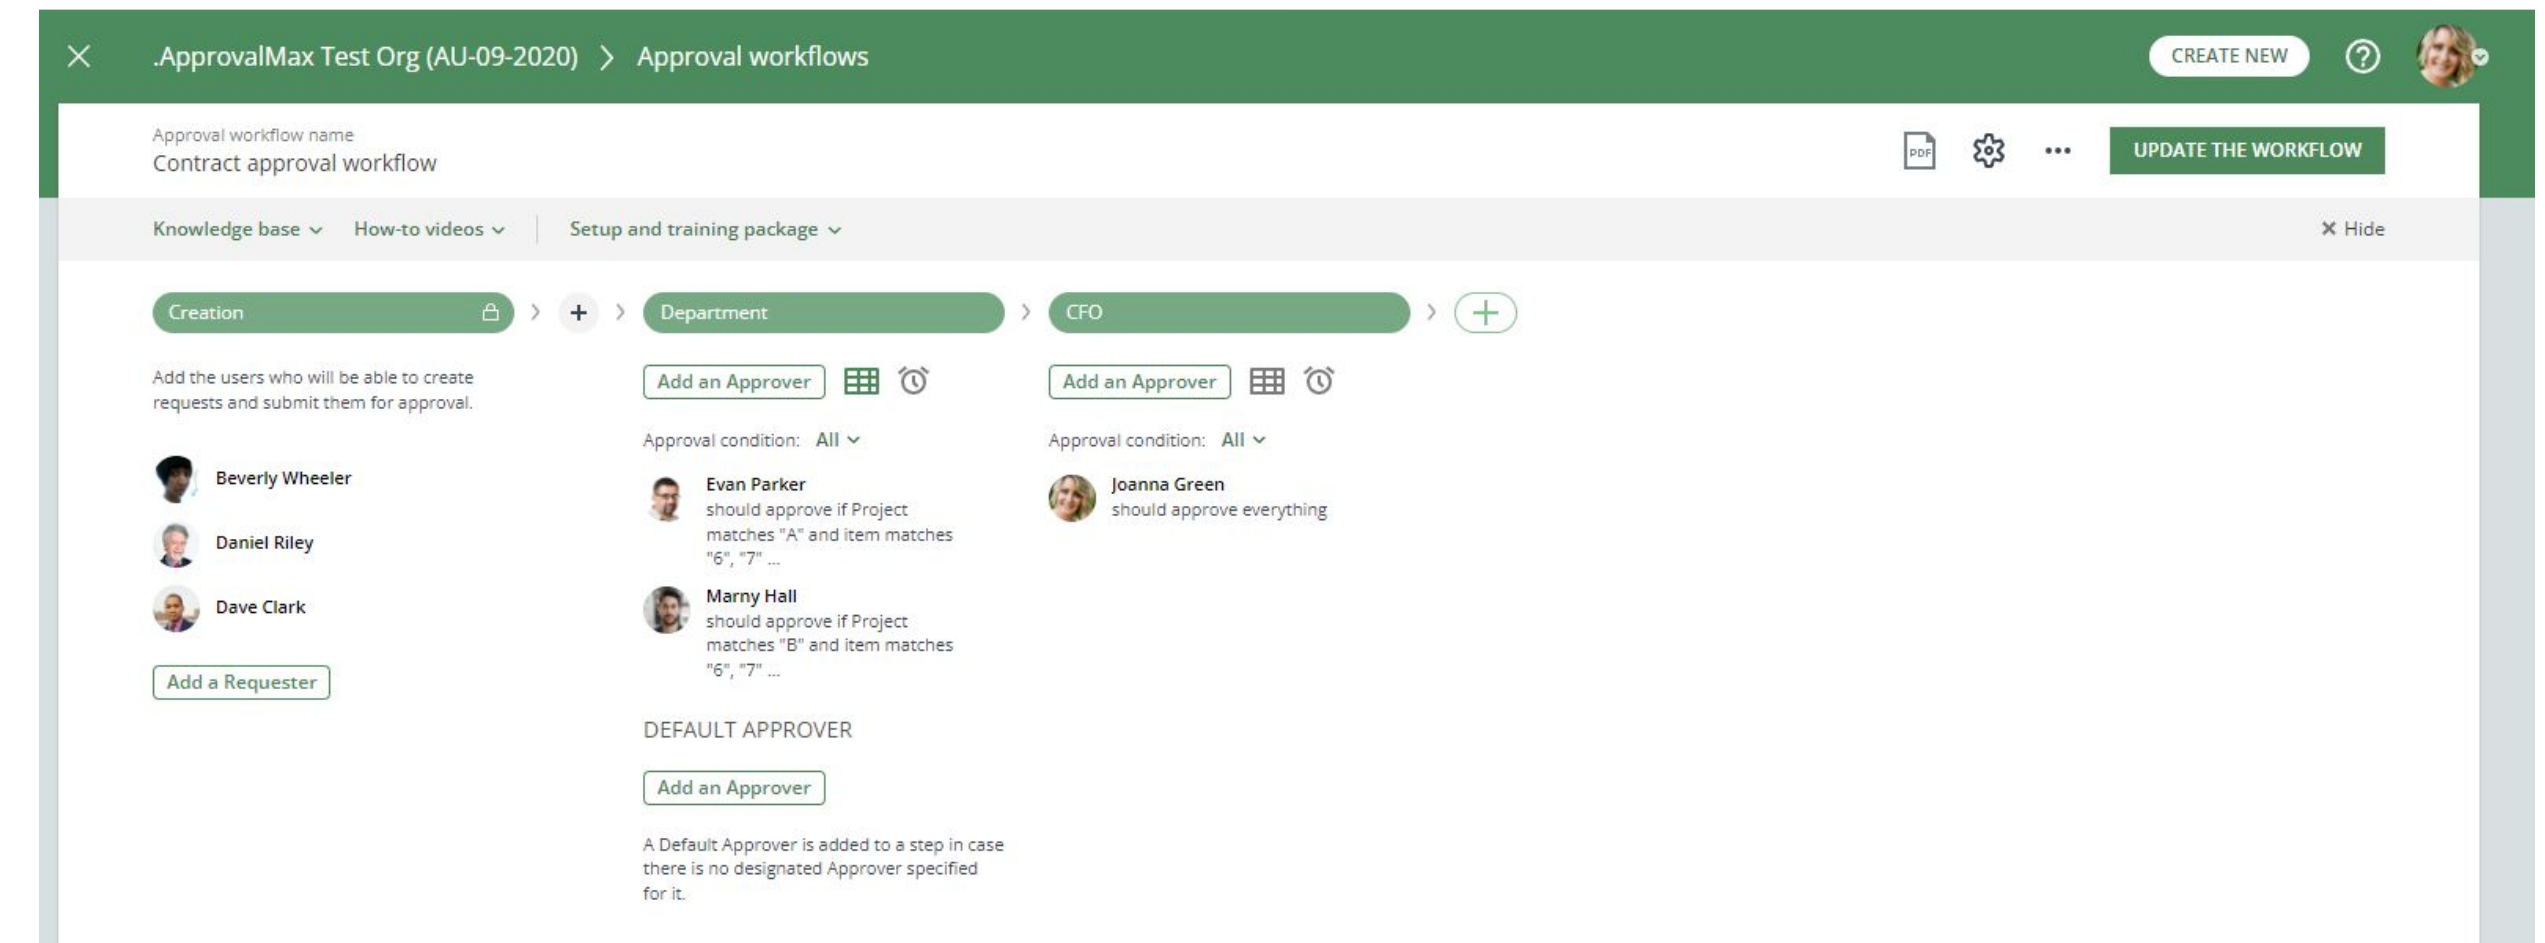 .ApprovalMax Test Org (AU-09-2020) > Approval workflows
CREATE NEW
Approval workflow name
Contract approval workflow
PDF
UPDATE THE WORKFLOW
Knowledge base
How-to videos
Setup and training package
Hide
Creation
Department
CFO
Add the users who will be able to create
requests and submit them for approval.
Beverly Wheeler
Daniel Riley
Dave Clark
Add a Requester
Add an Approver
Approval condition: All
Evan Parker
should approve if Project
matches "A" and item matches
"6", "7" ...
Marny Hall
should approve if Project
matches "B" and item matches
"6", "7" ...
DEFAULT APPROVER
Add an Approver
A Default Approver is added to a step in case
there is no designated Approver specified
for it.
Add an Approver
Approval condition: All
Joanna Green
should approve everything